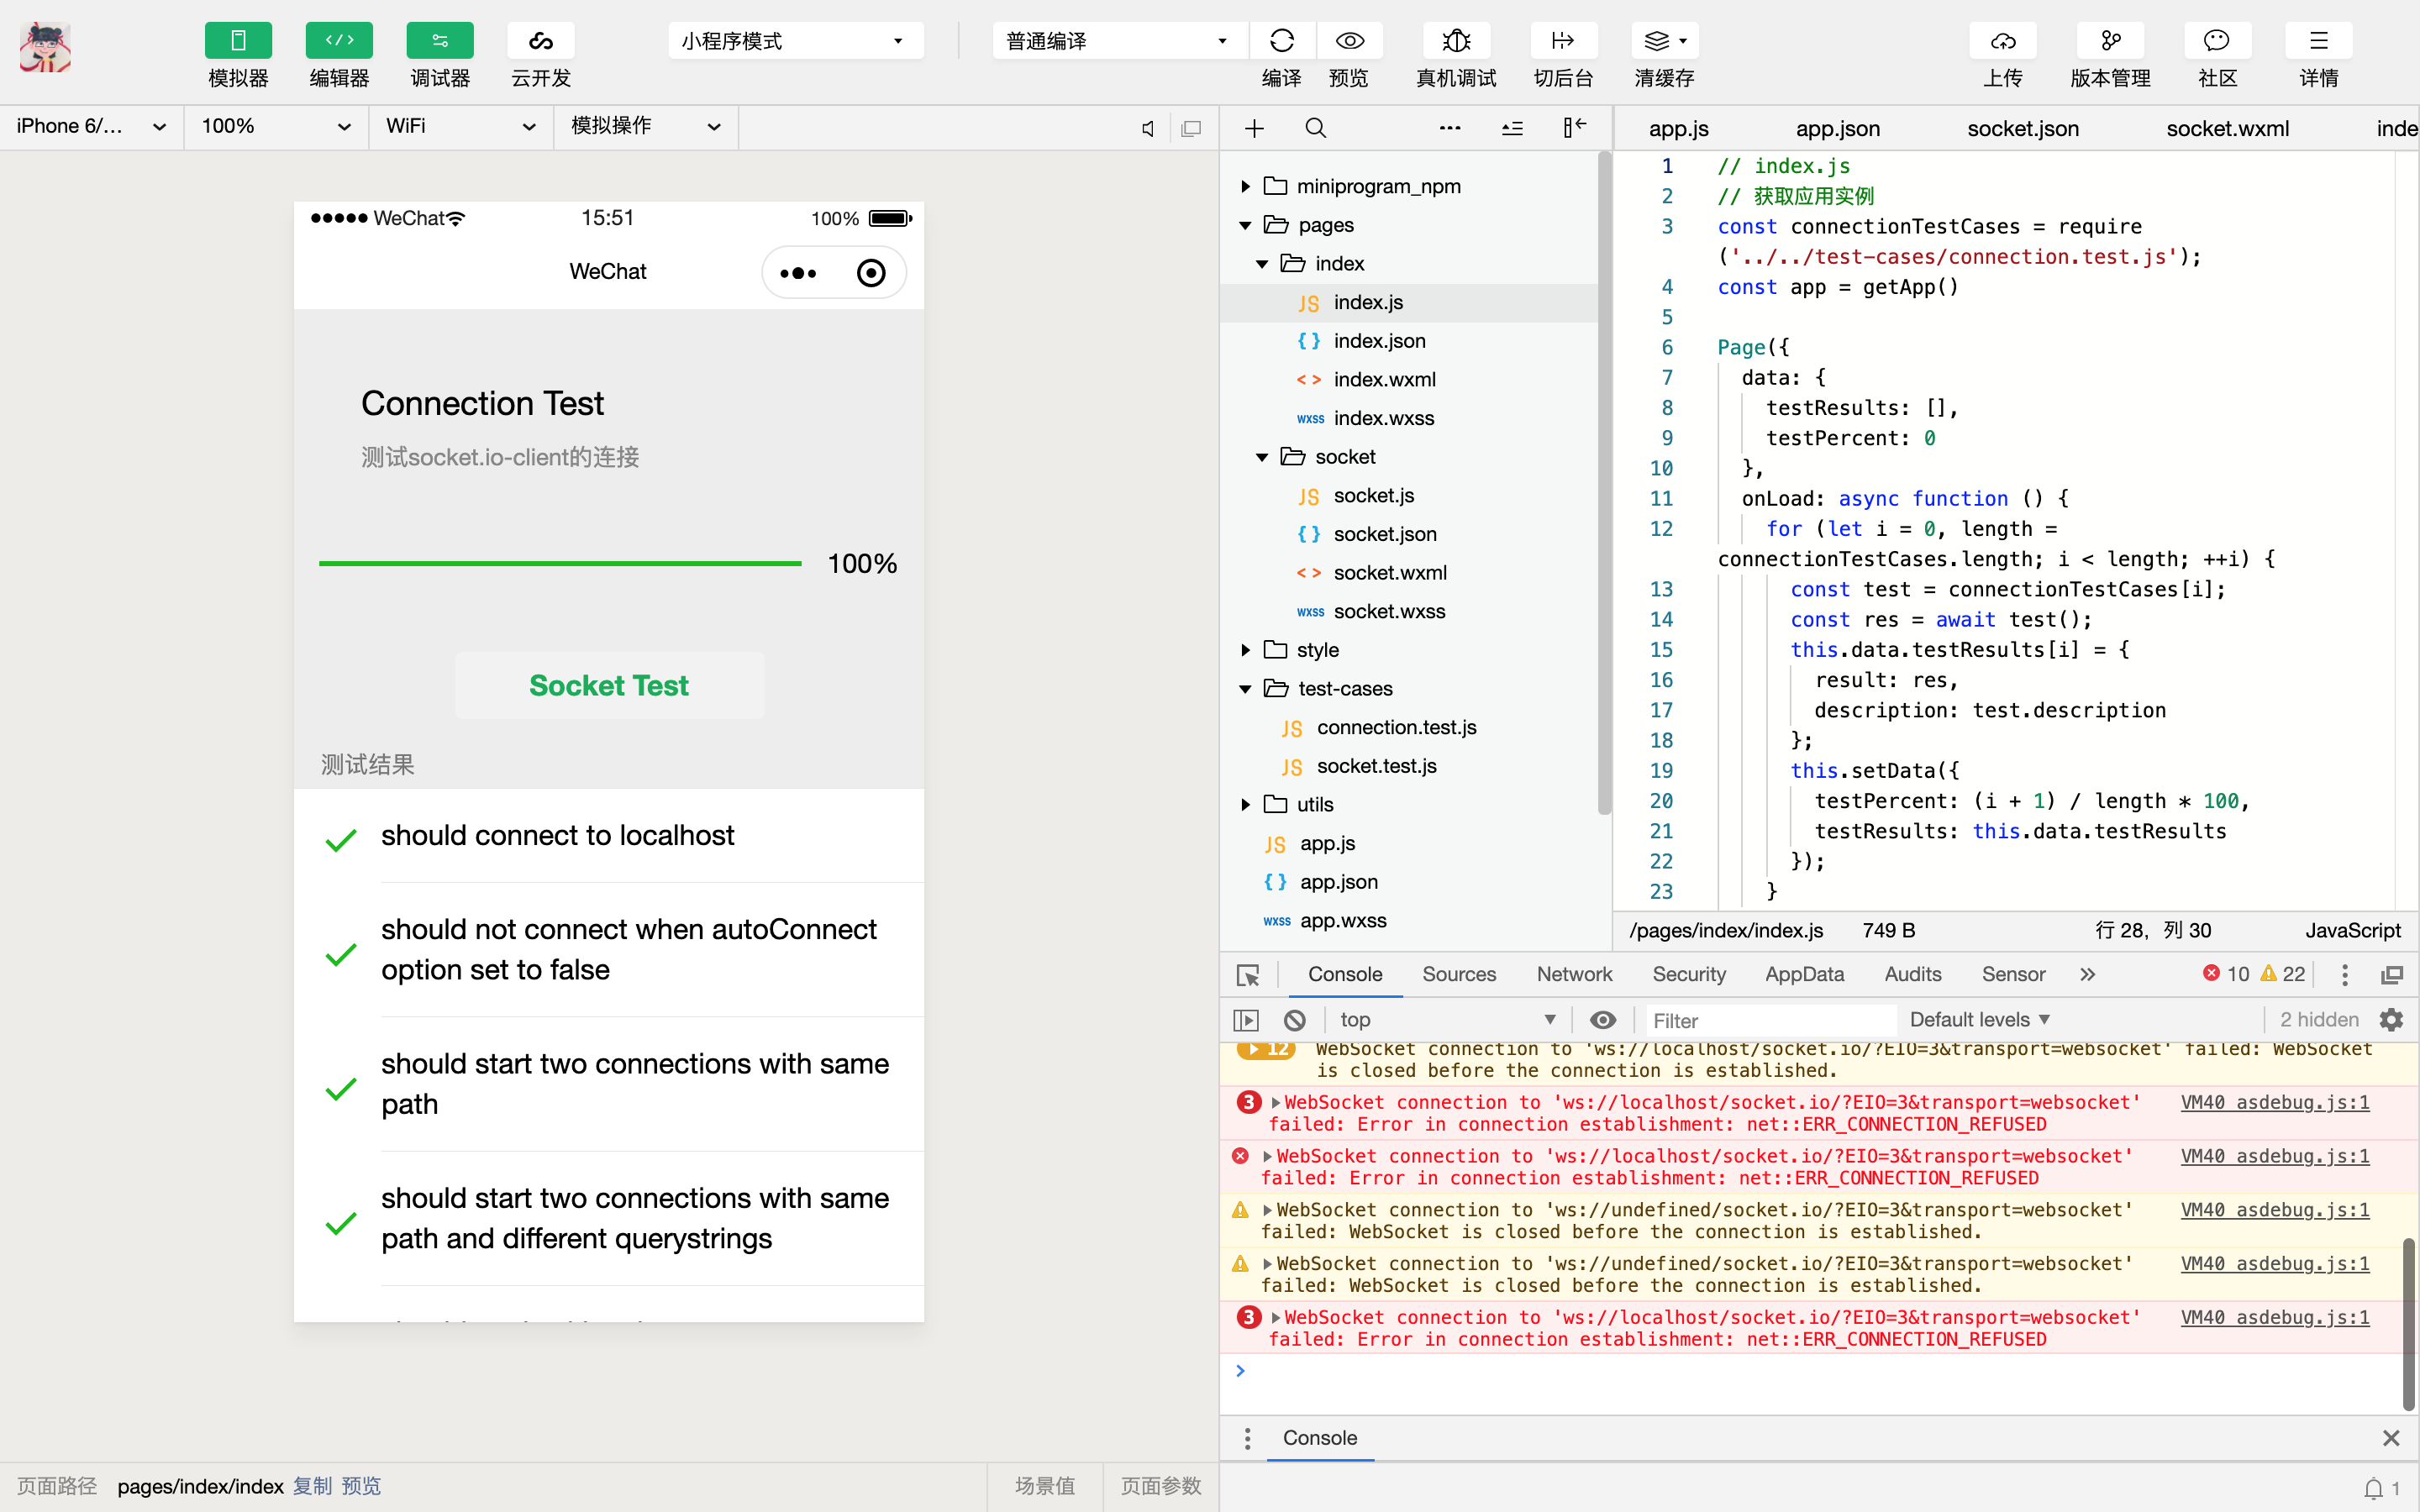 模拟器
编辑器
调试器
云开发
小程序模式
普通编译
编译
预览
真机调试
切后台
清缓存
上传
版本管理
社区
详情
iPhone 6/...
100%
WiFi
模拟操作
WeChat
15:51
100%
WeChat
Connection Test
测试socket.io-client的连接
100%
Socket Test
测试结果
should connect to localhost
should not connect when autoConnect
option set to false
should start two connections with same
path
should start two connections with same
path and different querystrings
页面路径 pages/index/index 复制 预览
场景值
页面参数
miniprogram_npm
pages
index
JS index.js
{ } index.json
< > index.wxml
wxss index.wxss
socket
JS socket.js
{ } socket.json
< > socket.wxml
wxss socket.wxss
style
test-cases
JS connection.test.js
JS socket.test.js
utils
JS app.js
{ } app.json
wxss app.wxss
app.js
app.json
socket.json
socket.wxml
inde
1 // index.js
2 // 获取应用实例
3 const connectionTestCases = require
('../../test-cases/connection.test.js');
4 const app = getApp()
5
6 Page({
7 data: {
8 testResults: [],
9 testPercent: 0
10 },
11 onLoad: async function () {
12 for (let i = 0, length =
connectionTestCases.length; i < length; ++i) {
13 const test = connectionTestCases[i];
14 const res = await test();
15 this.data.testResults[i] = {
16 result: res,
17 description: test.description
18 };
19 this.setData({
20 testPercent: (i + 1) / length * 100,
21 testResults: this.data.testResults
22 });
23 }
/pages/index/index.js 749 B 行 28, 列 30 JavaScript
Console Sources Network Security AppData Audits Sensor » 10 22
top Filter Default levels 2 hidden
12 WebSocket connection to 'ws://localhost/socket.io/?EIO=3&transport=websocket' failed: WebSocket
is closed before the connection is established.
3 WebSocket connection to 'ws://localhost/socket.io/?EIO=3&transport=websocket' VM40 asdebug.js:1
failed: Error in connection establishment: net::ERR_CONNECTION_REFUSED
WebSocket connection to 'ws://localhost/socket.io/?EIO=3&transport=websocket' VM40 asdebug.js:1
failed: Error in connection establishment: net::ERR_CONNECTION_REFUSED
WebSocket connection to 'ws://undefined/socket.io/?EIO=3&transport=websocket' VM40 asdebug.js:1
failed: WebSocket is closed before the connection is established.
WebSocket connection to 'ws://undefined/socket.io/?EIO=3&transport=websocket' VM40 asdebug.js:1
failed: WebSocket is closed before the connection is established.
3 WebSocket connection to 'ws://localhost/socket.io/?EIO=3&transport=websocket' VM40 asdebug.js:1
failed: Error in connection establishment: net::ERR_CONNECTION_REFUSED
>
Console
1